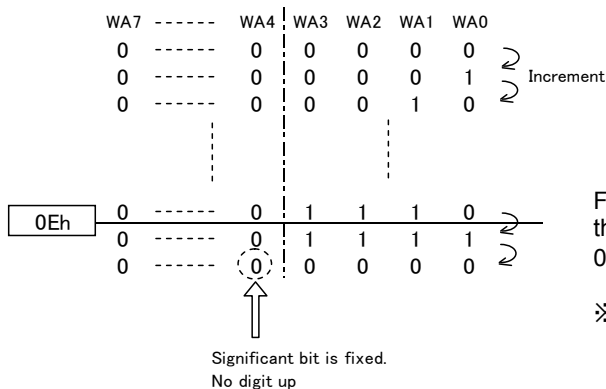 WA7 ------ WA4 WA3 WA2 WA1 WA0
0 ------ 0 0 0 0 0
0 ------ 0 0 0 0 1
Increment
0 ------ 0 0 0 1 0
0Eh
0 ------ 0 1 1 1 0
0 ------ 0 1 1 1 1
0 ------ 0 0 0 0 0
F
th
0
※
Significant bit is fixed.
No digit up